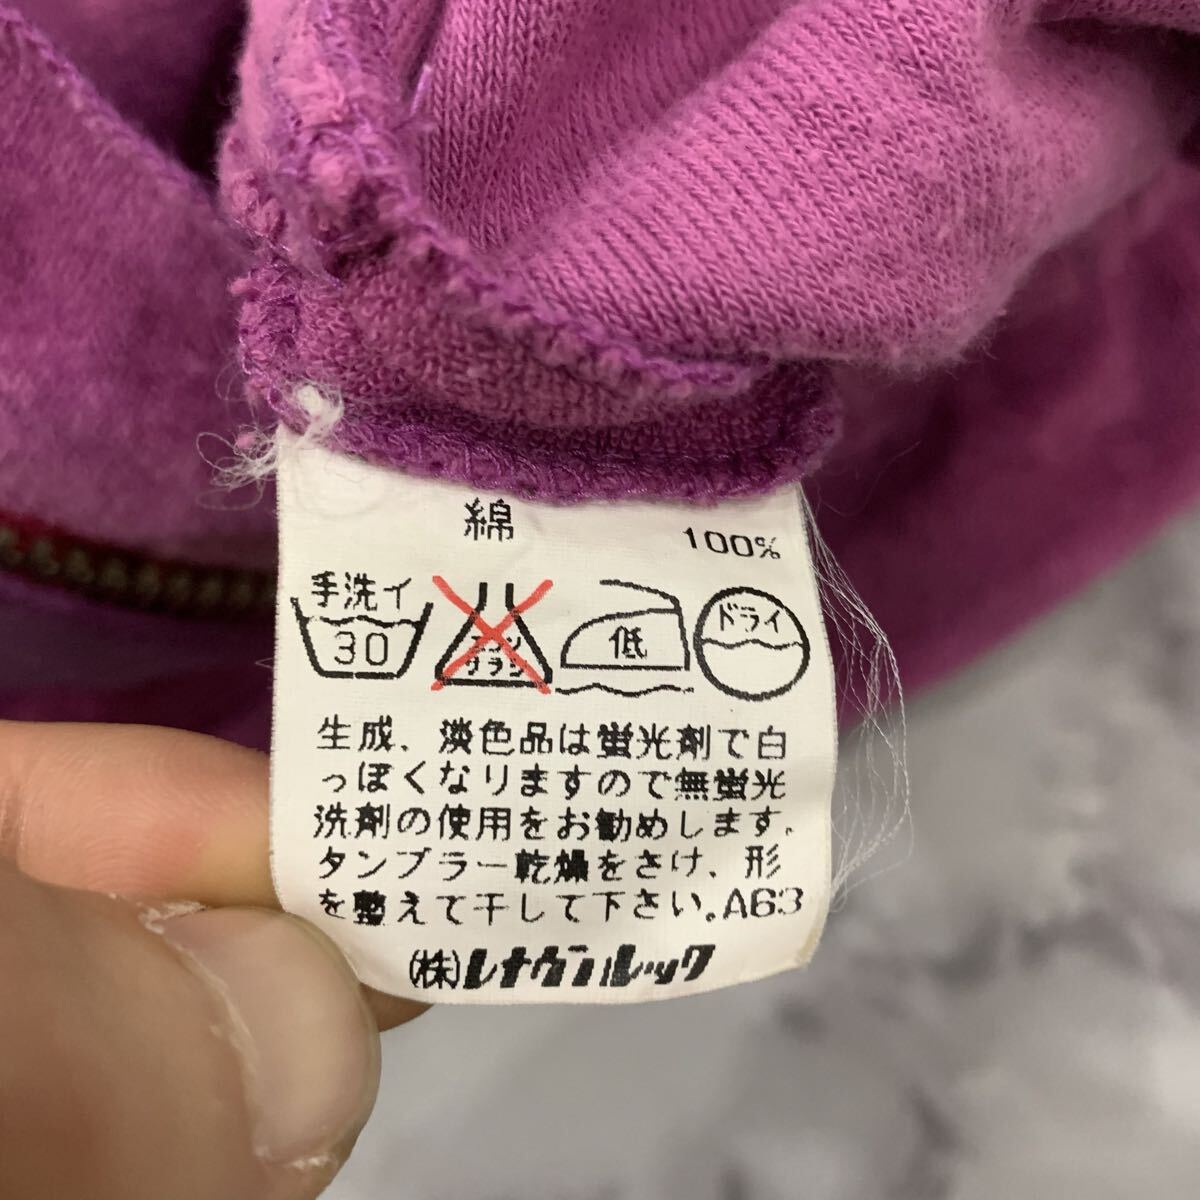 綿 100%
手洗イ
30
エンソ
サラシ
低
ドライ
生成、淡色品は蛍光剤で白
っぽくなりますので無蛍光
洗剤の使用をお勧めします。
タンブラー乾燥をさけ、形
を整えて干して下さい。A63
(株)レナウンルック